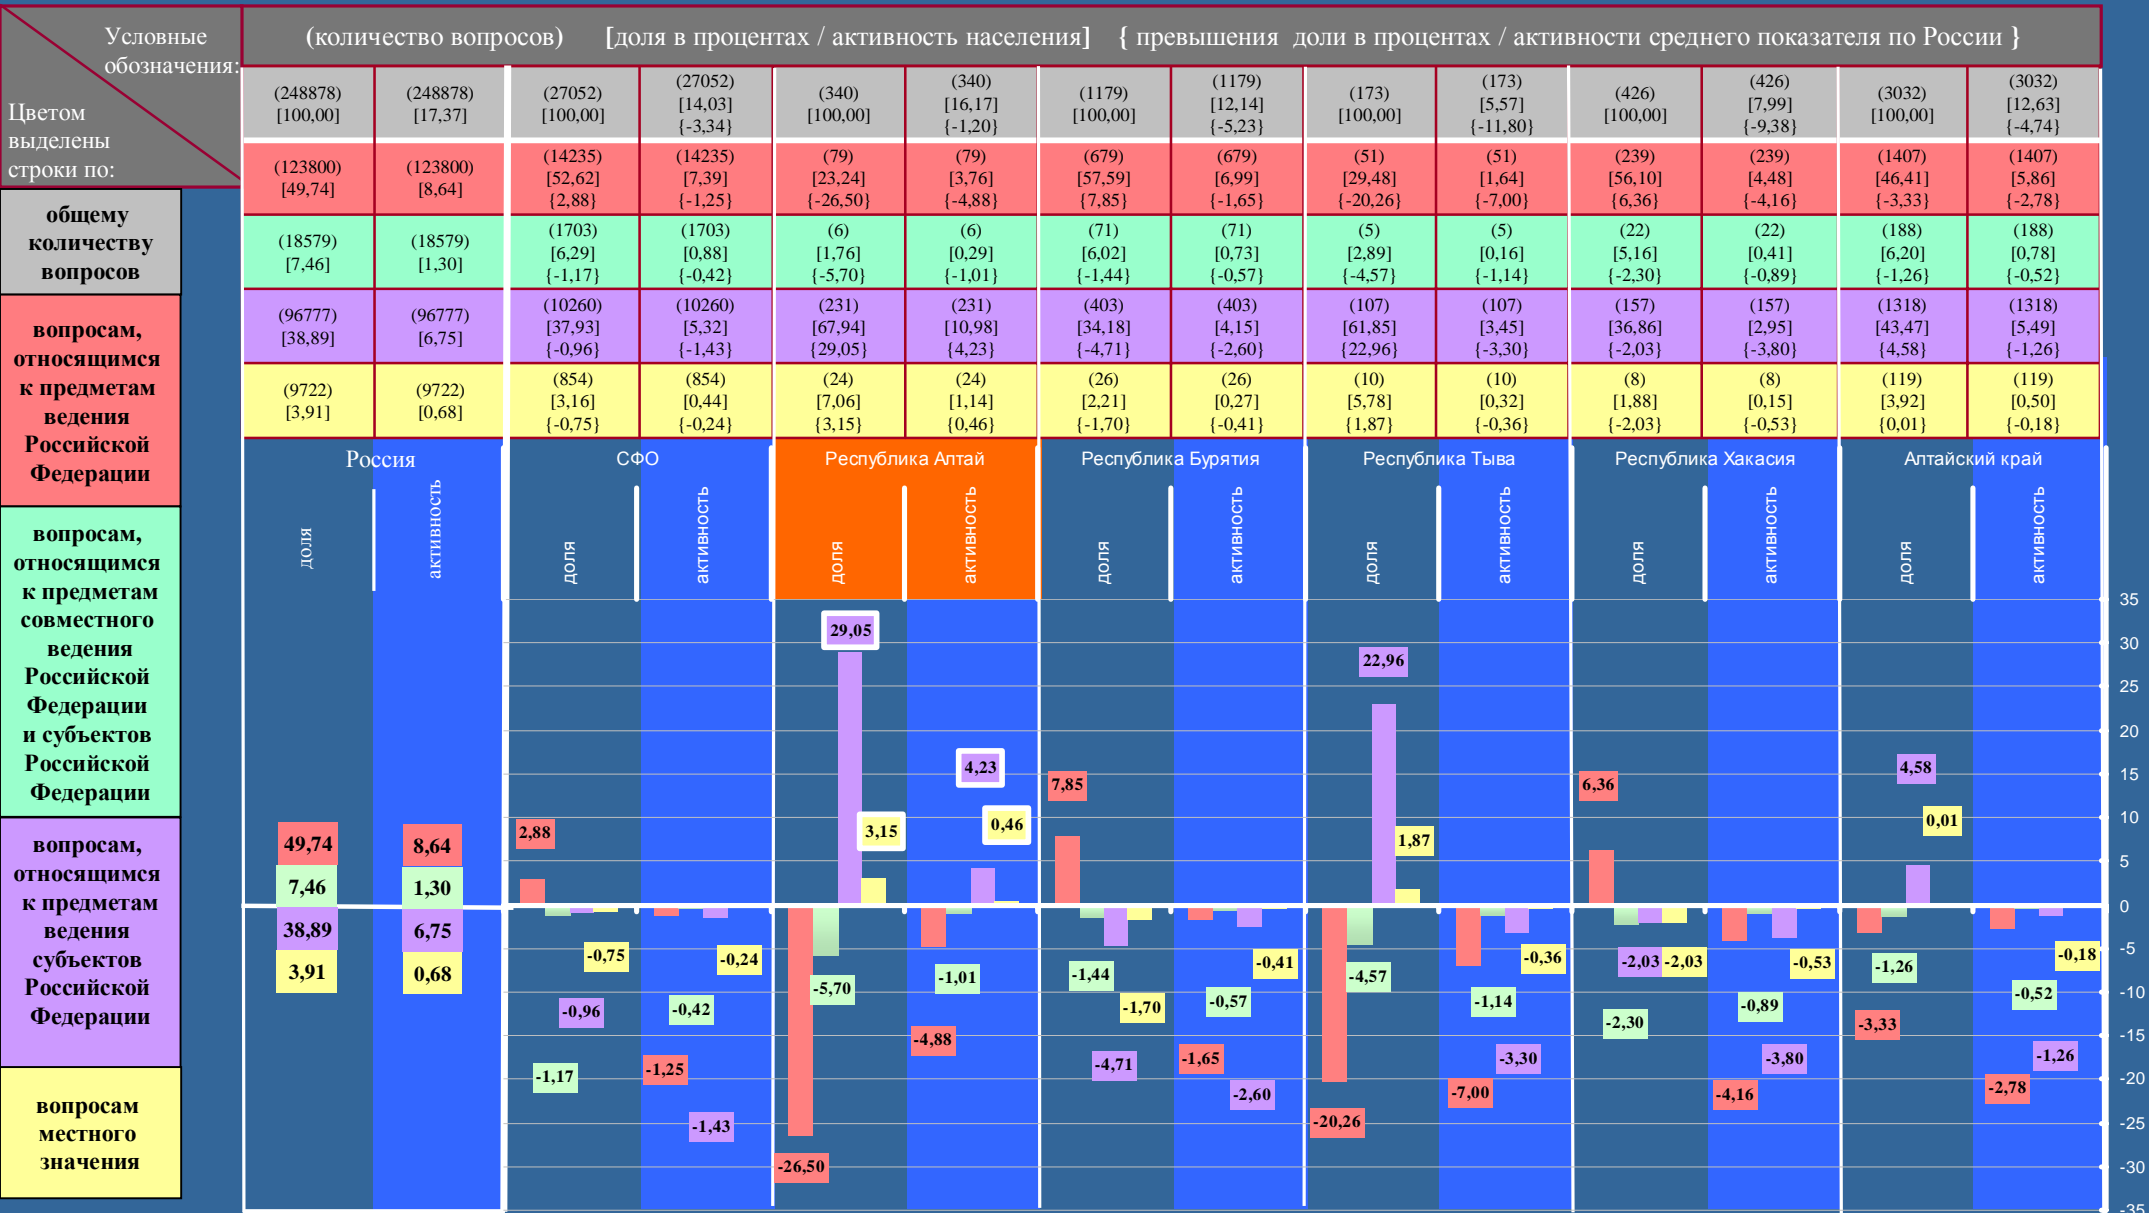 Условные
обозначения:
Цветом
выделены
строки по:
(количество вопросов) [доля в процентах / активность населения] { превышения доли в процентах / активности среднего показателя по России }
(248878) (248878) (27052) (27052) (340) (340) (1179) (1179) (173) (173) (426) (426) (3032) (3032)
[100,00] [17,37] [100,00] [14,03] [100,00] [16,17] [100,00] [12,14] [100,00] [5,57] [100,00] [7,99] [100,00] [12,63]
{-3,34} {-1,20} {-5,23} {-11,80} {-9,38} {-4,74}
(123800) (123800) (14235) (14235) (79) (79) (679) (679) (51) (51) (239) (239) (1407) (1407)
[49,74] [8,64] [52,62] [7,39] [23,24] [3,76] [57,59] [6,99] [29,48] [1,64] [56,10] [4,48] [46,41] [5,86]
{2,88} {-1,25} {-26,50} {-4,88} {7,85} {-1,65} {-20,26} {-7,00} {6,36} {-4,16} {-3,33} {-2,78}
(18579) (18579) (1703) (1703) (6) (6) (71) (71) (5) (5) (22) (22) (188) (188)
[7,46] [1,30] [6,29] [0,88] [1,76] [0,29] [6,02] [0,73] [2,89] [0,16] [5,16] [0,41] [6,20] [0,78]
{-1,17} {-0,42} {-5,70} {-1,01} {-1,44} {-0,57} {-4,57} {-1,14} {-2,30} {-0,89} {-1,26} {-0,52}
(96777) (96777) (10260) (10260) (231) (231) (403) (403) (107) (107) (157) (157) (1318) (1318)
[38,89] [6,75] [37,93] [5,32] [67,94] [10,98] [34,18] [4,15] [61,85] [3,45] [36,86] [2,95] [43,47] [5,49]
{-0,96} {-1,43} {29,05} {4,23} {-4,71} {-2,60} {22,96} {-3,30} {-2,03} {-3,80} {4,58} {-1,26}
(9722) (9722) (854) (854) (24) (24) (26) (26) (10) (10) (8) (8) (119) (119)
[3,91] [0,68] [3,16] [0,44] [7,06] [1,14] [2,21] [0,27] [5,78] [0,32] [1,88] [0,15] [3,92] [0,50]
{-0,75} {-0,24} {3,15} {0,46} {-1,70} {-0,41} {1,87} {-0,36} {-2,03} {-0,53} {0,01} {-0,18}
общему
количеству
вопросов
вопросам,
относящимся
к предметам
ведения
Российской
Федерации
вопросам,
относящимся
к предметам
совместного
ведения
Российской
Федерации
и субъектов
Российской
Федерации
вопросам,
относящимся
к предметам
ведения
субъектов
Российской
Федерации
вопросам
местного
значения
Россия СФО Республика Алтай Республика Бурятия Республика Тыва Республика Хакасия Алтайский край
доля активность доля активность доля активность доля активность доля активность доля активность доля активность
49,74 8,64
7,46 1,30
38,89 6,75
3,91 0,68
2,88
-0,75
-0,96
-1,17
-0,24
-0,42
-1,25
-1,43
29,05
3,15
-5,70
-26,50
4,23
0,46
-1,01
-4,88
7,85
-1,44
-1,70
-4,71
-0,41
-0,57
-1,65
-2,60
22,96
1,87
-4,57
-20,26
-0,36
-1,14
-3,30
-7,00
6,36
-2,03 -2,03
-2,30
-0,53
-0,89
-3,80
-4,16
4,58
0,01
-1,26
-3,33
-0,18
-0,52
-1,26
-2,78
35
30
25
20
15
10
5
0
-5
-10
-15
-20
-25
-30
-35